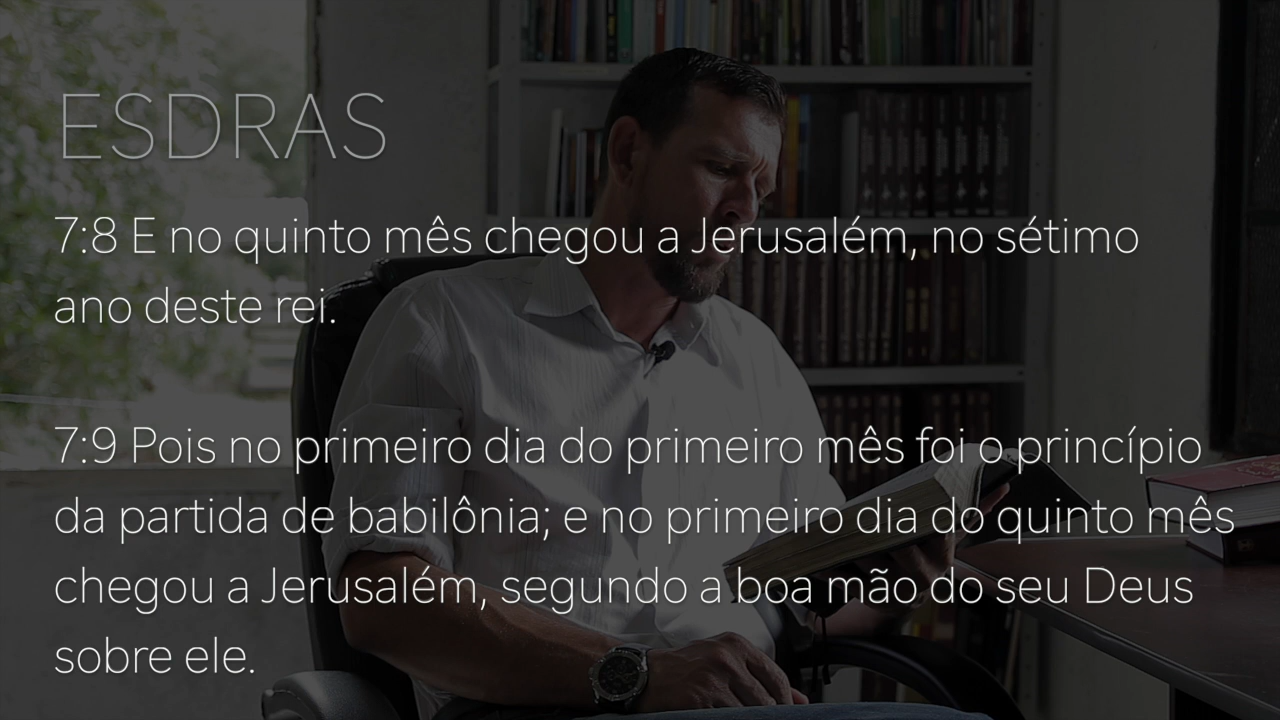 ESDRAS
7:8 E no quinto mês chegou a Jerusalém, no sétimo
ano deste rei.
7:9 Pois no primeiro dia do primeiro mês foi o princípio
da partida de babilônia; e no primeiro dia do quinto mês
chegou a Jerusalém, segundo a boa mão do seu Deus
sobre ele.